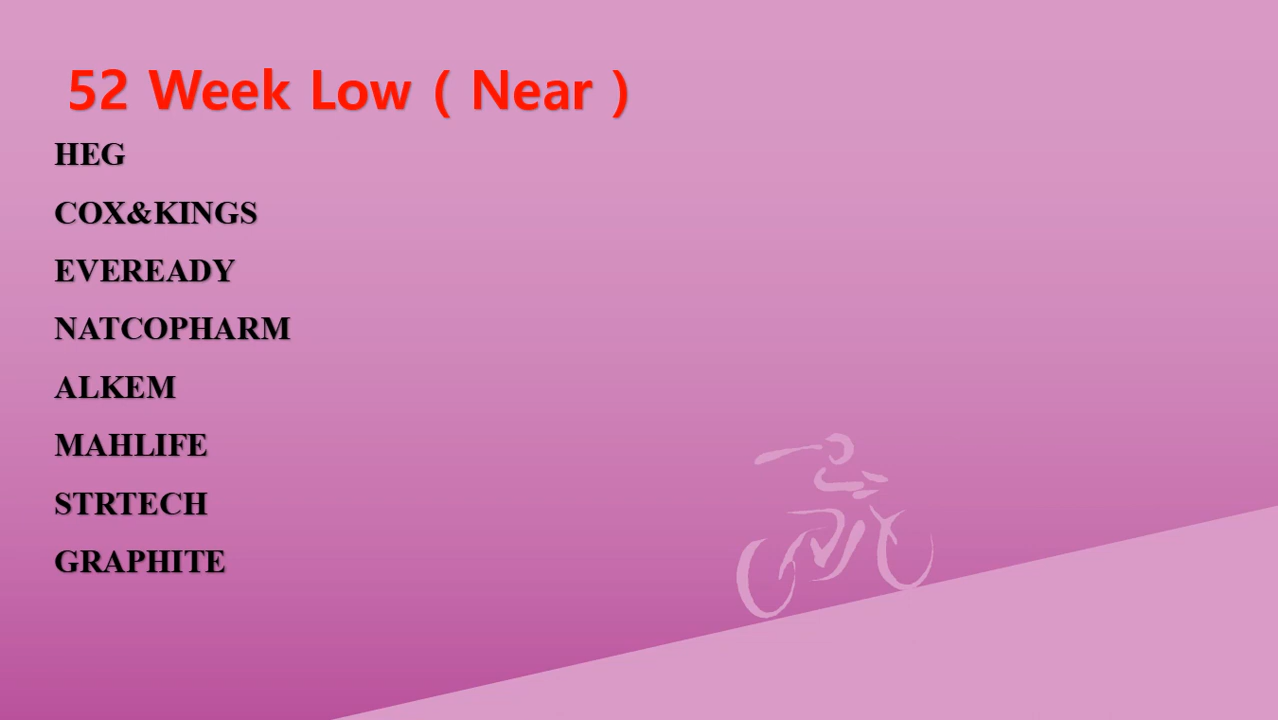 52 Week Low ( Near )
HEG
COX&KINGS
EVEREADY
NATCOPHARM
ALKEM
MAHLIFE
STRTECH
GRAPHITE